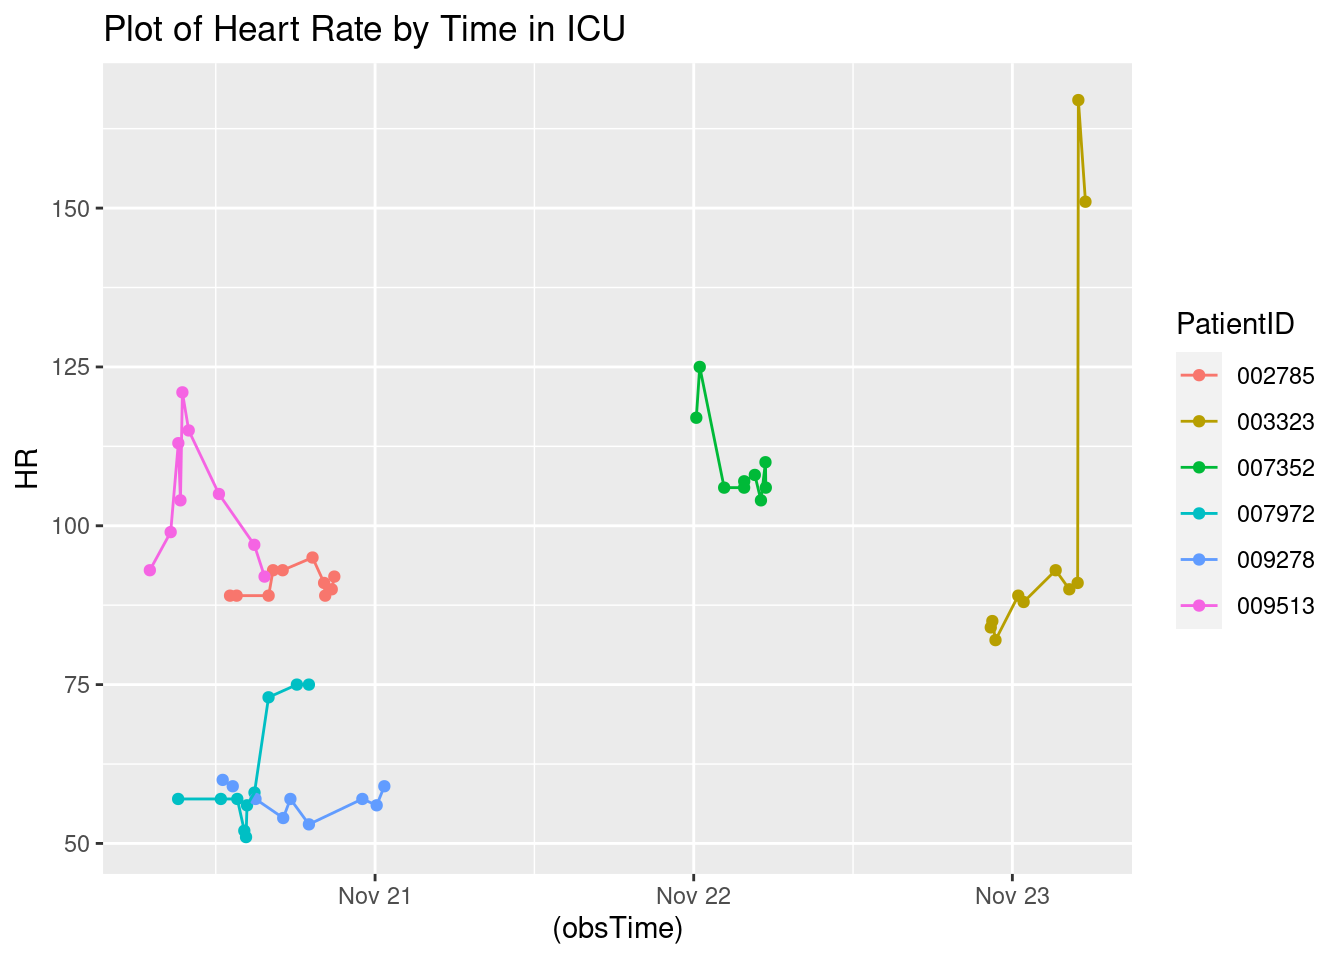 Plot of Heart Rate by Time in ICU
HR
150
125
100
75
50
Nov 21
Nov 22
Nov 23
(obsTime)
PatientID
002785
003323
007352
007972
009278
009513